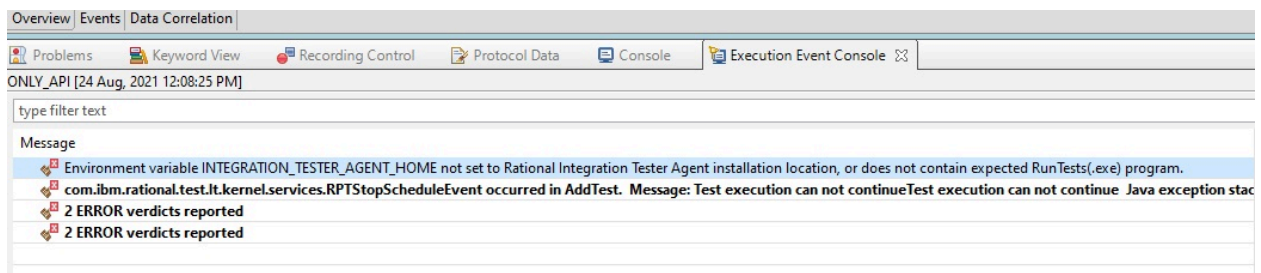 Overview Events Data Correlation
Problems Keyword View Recording Control Protocol Data Console Execution Event Console
ONLY_API [24 Aug, 2021 12:08:25 PM]
type filter text
Message
Environment variable INTEGRATION_TESTER_AGENT_HOME not set to Rational Integration Tester Agent installation location, or does not contain expected RunTests(.exe) program.
com.ibm.rational.test.lt.kernel.services.RPTStopScheduleEvent occurred in AddTest. Message: Test execution can not continueTest execution can not continue Java exception stac
2 ERROR verdicts reported
2 ERROR verdicts reported